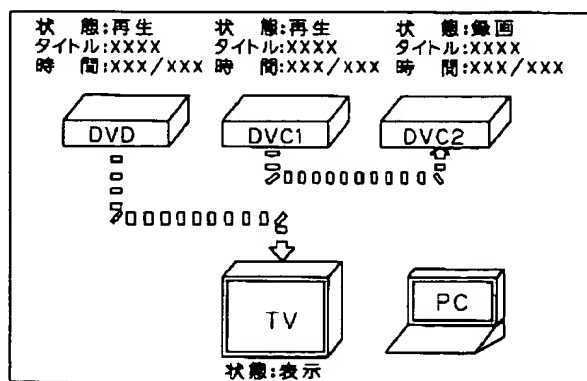 状　態:再生　状　態:再生　状　態:録画
タイトル:XXXX　タイトル:XXXX　タイトル:XXXX
時　間:XXX/XXX　時　間:XXX/XXX　時　間:XXX/XXX
DVD　DVC1　DVC2
TV　PC
状態:表示